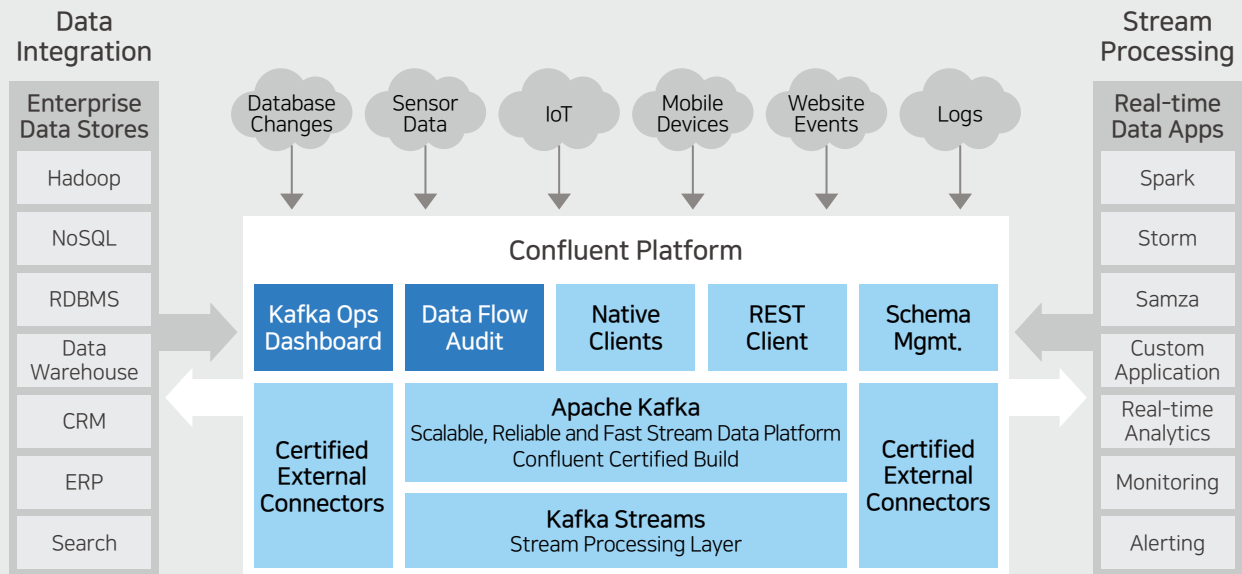 Data
Integration
Enterprise
Data Stores
Hadoop
NoSQL
RDBMS
Data
Warehouse
CRM
ERP
Search
Database
Changes
Sensor
Data
IoT
Mobile
Devices
Website
Events
Logs
Confluent Platform
Kafka Ops
Dashboard
Data Flow
Audit
Native
Clients
REST
Client
Schema
Mgmt.
Certified
External
Connectors
Apache Kafka
Scalable, Reliable and Fast Stream Data Platform
Confluent Certified Build
Kafka Streams
Stream Processing Layer
Certified
External
Connectors
Stream
Processing
Real-time
Data Apps
Spark
Storm
Samza
Custom
Application
Real-time
Analytics
Monitoring
Alerting